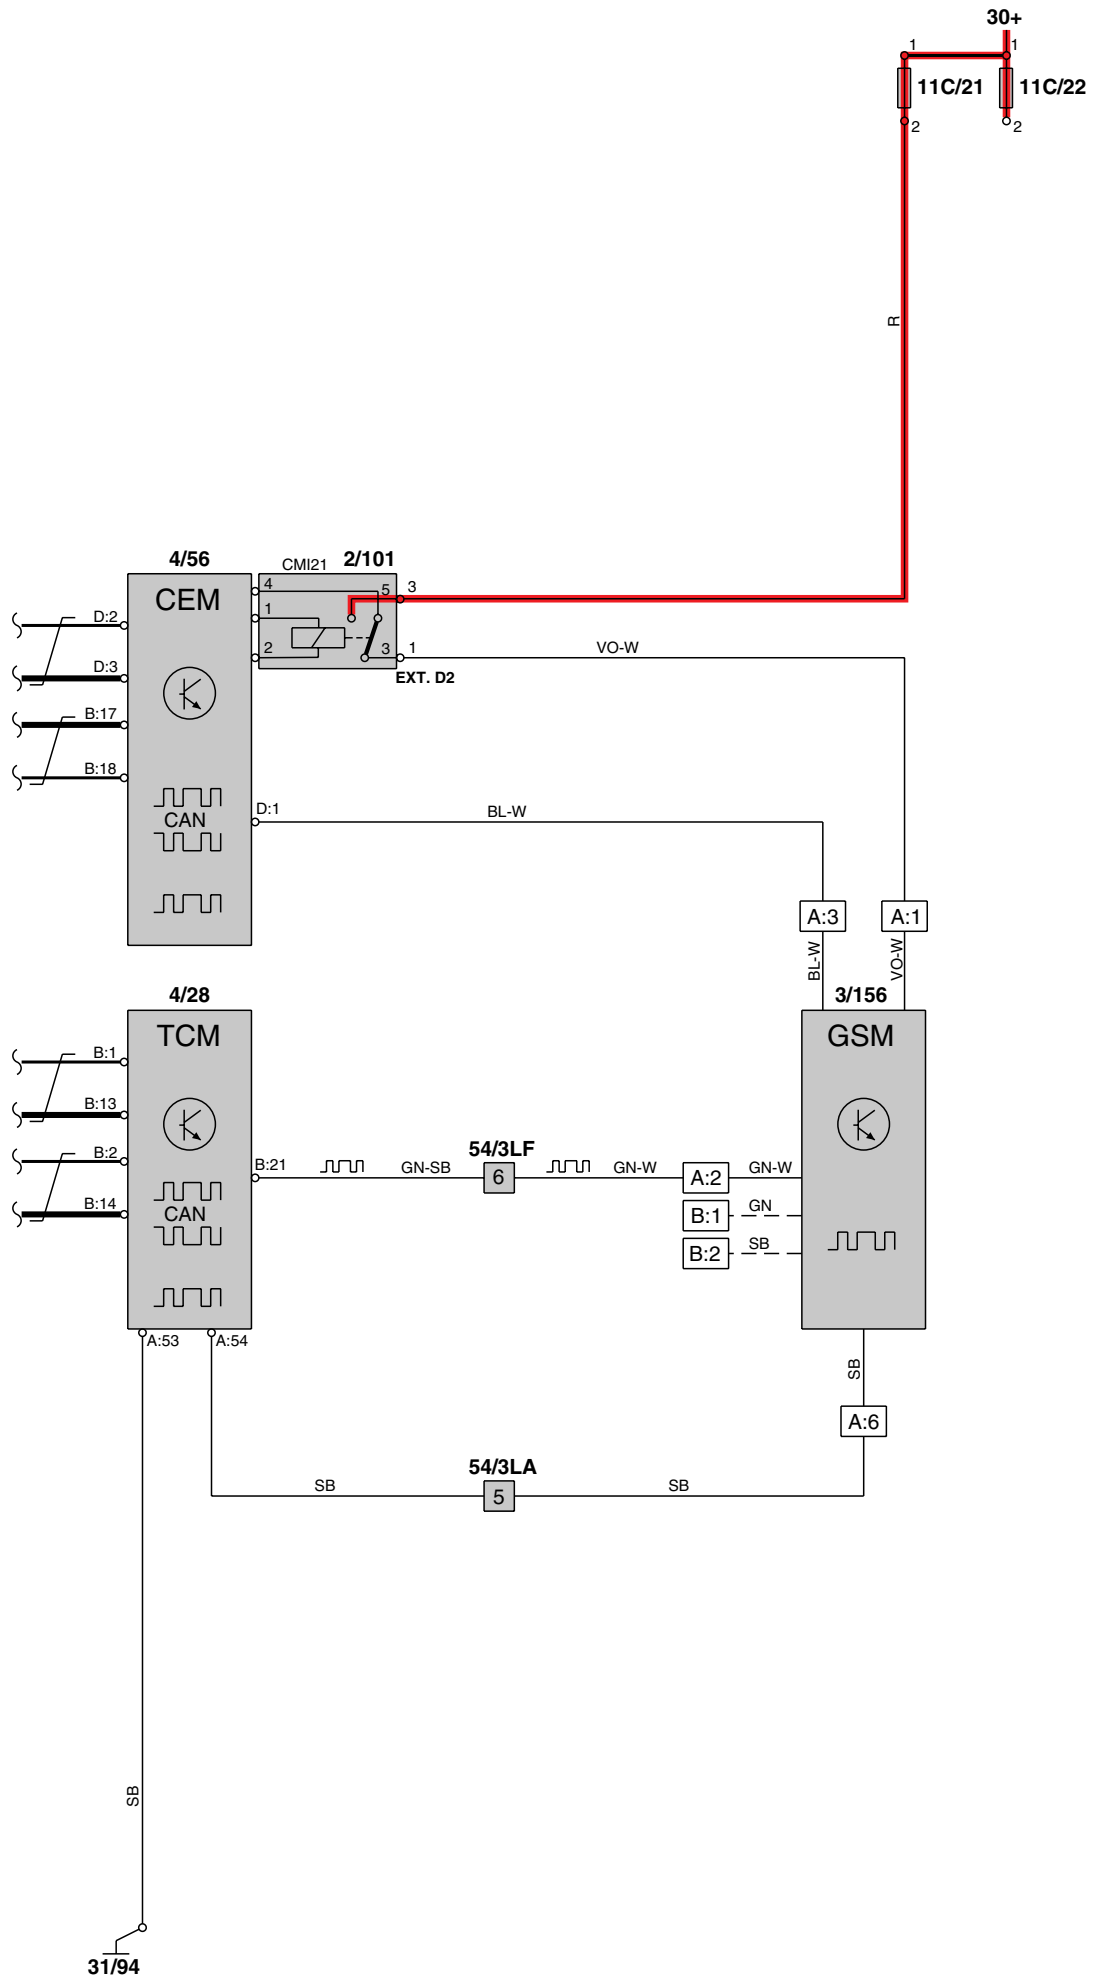 30+
1
1
11C/21
11C/22
2
2
R
4/56
CMI21
2/101
CEM
4
5
3
D:2
1
D:3
2
3
1
VO-W
EXT. D2
B:17
B:18
CAN
D:1
BL-W
A:3
A:1
BL-W
VO-W
4/28
3/156
TCM
GSM
B:1
B:13
B:2
B:21
GN-SB
54/3LF
6
GN-W
A:2
GN-W
B:14
CAN
B:1
GN
B:2
SB
A:53
A:54
SB
A:6
54/3LA
SB
5
SB
SB
31/94